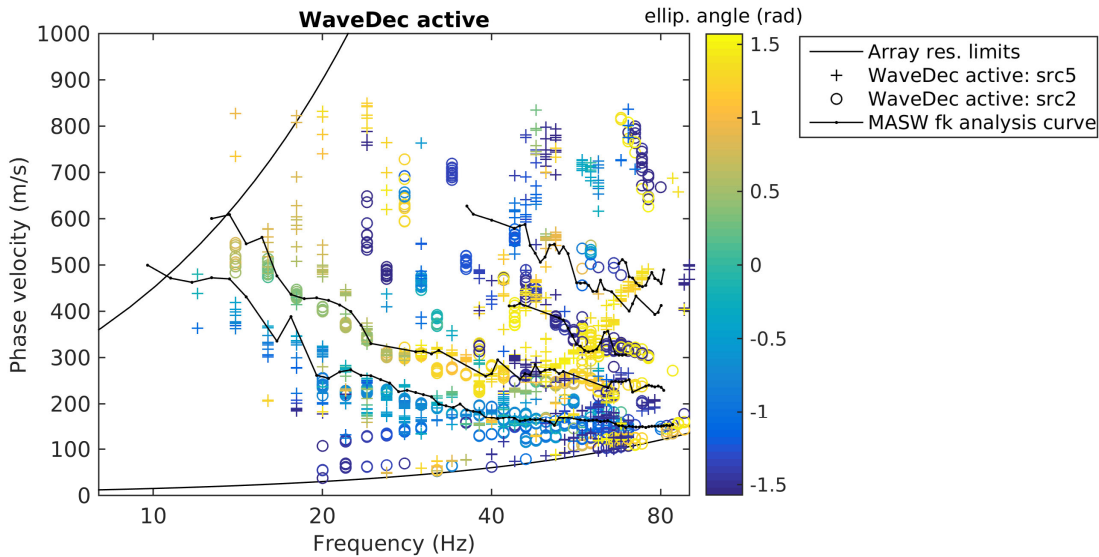 WaveDec active
ellip. angle (rad)
1000
900
800
700
600
500
400
300
200
100
0
Phase velocity (m/s)
10
20
40
80
Frequency (Hz)
1.5
1
0.5
0
-0.5
-1
-1.5
Array res. limits
WaveDec active: src5
WaveDec active: src2
MASW fk analysis curve